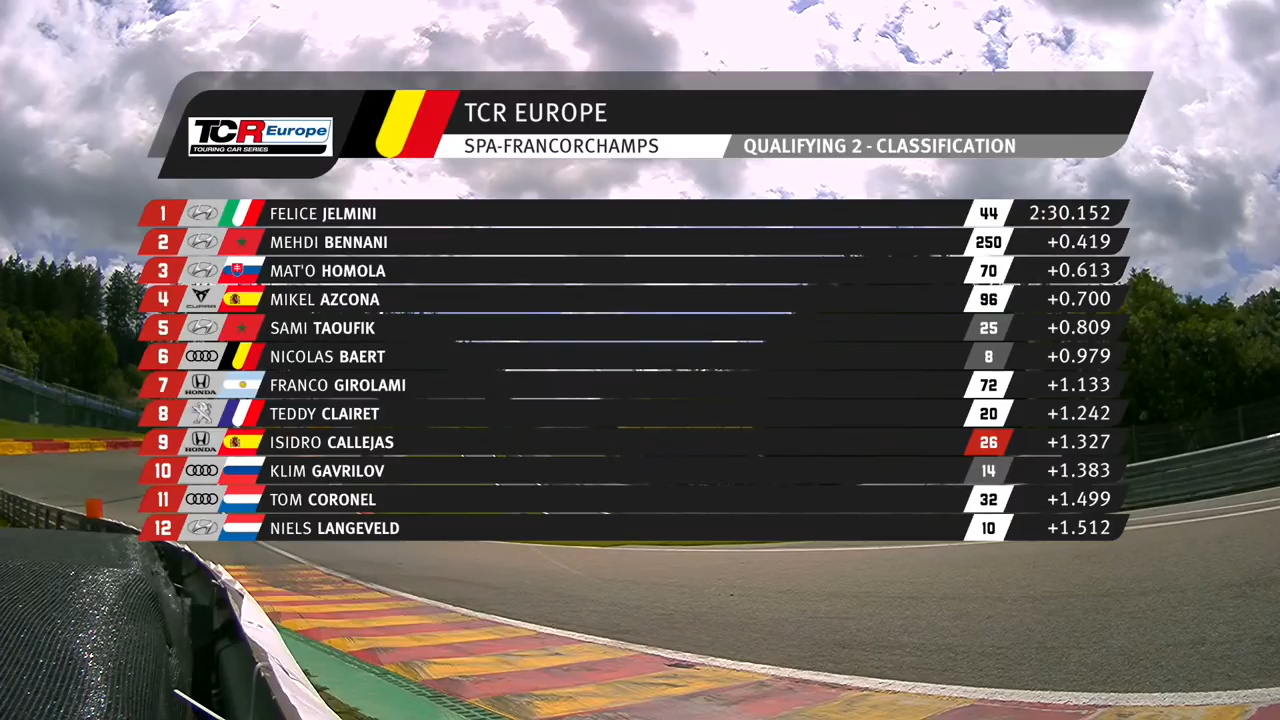 TCR EUROPE
TCR Europe
TOURING CAR SERIES
SPA-FRANCORCHAMPS QUALIFYING 2 - CLASSIFICATION
1 FELICE JELMINI 44 2:30.152
2 MEHDI BENNANI 250 +0.419
3 MAT'O HOMOLA 70 +0.613
4 CUPRA MIKEL AZCONA 96 +0.700
5 SAMI TAOUFIK 25 +0.809
6 NICOLAS BAERT 8 +0.979
7 HONDA FRANCO GIROLAMI 72 +1.133
8 TEDDY CLAIRET 20 +1.242
9 HONDA ISIDRO CALLEJAS 26 +1.327
10 KLIM GAVRILOV 14 +1.383
11 TOM CORONEL 32 +1.499
12 NIELS LANGEVELD 10 +1.512